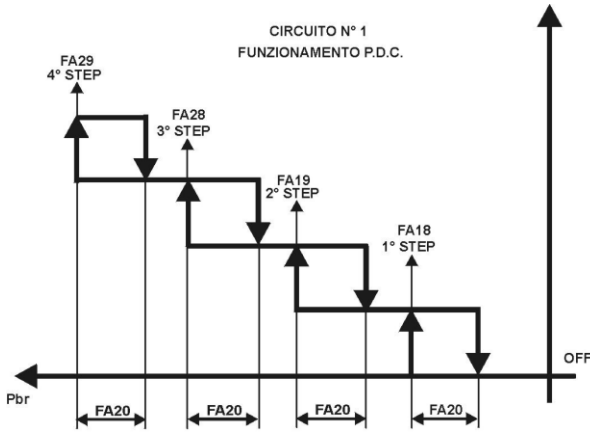 CIRCUITO N° 1
FUNZIONAMENTO P.D.C.
FA29
4° STEP
FA28
3° STEP
FA19
2° STEP
FA18
1° STEP
OFF
Pbr
FA20
FA20
FA20
FA20